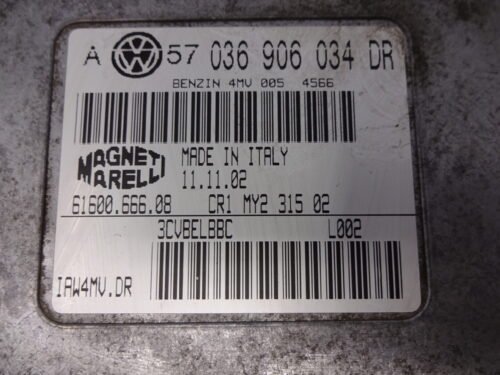 A VW 57 036 906 034 DR
BENZIN 4MV 005 4566
MAGNETI MARELLI
MADE IN ITALY
11.11.02
61600.666.08 CR1 MY2 315 02
3CVBELBBC L002
IAW4MV.DR